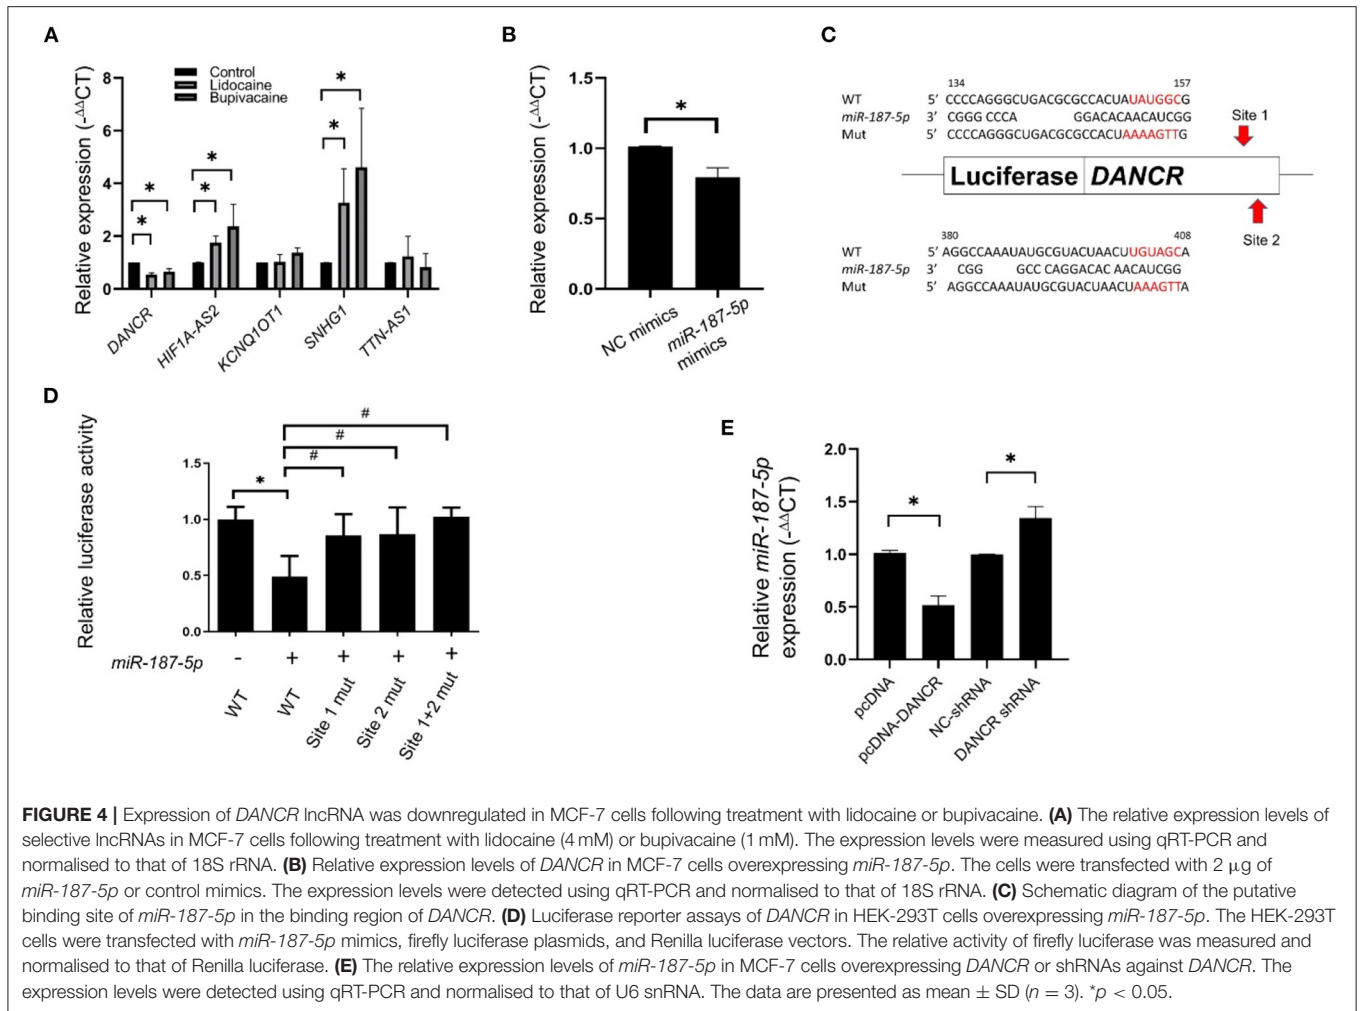 A
Relative expression (-ΔΔCT)
8
6
4
2
0
Control
Lidocaine
Bupivacaine
* * * * * *
DANCR
HIF1A-AS2
KCNQ1OT1
SNHG1
TTN-AS1
B
Relative expression (-ΔΔCT)
1.5
1.0
0.5
0.0
*
NC mimics
miR-187-5p
mimics
C
134 157
WT 5' CCCCAGGGCUGACGCGCCACUAUAUGGCG
miR-187-5p 3' CGGG CCCA GGACACAACAUCGG
Mut 5' CCCCAGGGCUGACGCGCCACUAAAAGTTG
Site 1
Luciferase DANCR
Site 2
380 408
WT 5' AGGCCAAAUAUGCGUACUAACUUGUAGCA
miR-187-5p 3' CGG GCC CAGGACAC AACAUCGG
Mut 5' AGGCCAAAUAUGCGUACUAACUAAAGTTA
D
Relative luciferase activity
1.5
1.0
0.5
0.0
* # # #
miR-187-5p - + + + +
WT
WT
Site 1 mut
Site 2 mut
Site 1+2 mut
E
Relative miR-187-5p
expression (-ΔΔCT)
2.0
1.5
1.0
0.5
0.0
* *
pcDNA
pcDNA-DANCR
NC-shRNA
DANCR shRNA
FIGURE 4 | Expression of DANCR lncRNA was downregulated in MCF-7 cells following treatment with lidocaine or bupivacaine. (A) The relative expression levels of
selective lncRNAs in MCF-7 cells following treatment with lidocaine (4 mM) or bupivacaine (1 mM). The expression levels were measured using qRT-PCR and
normalised to that of 18S rRNA. (B) Relative expression levels of DANCR in MCF-7 cells overexpressing miR-187-5p. The cells were transfected with 2 μg of
miR-187-5p or control mimics. The expression levels were detected using qRT-PCR and normalised to that of 18S rRNA. (C) Schematic diagram of the putative
binding site of miR-187-5p in the binding region of DANCR. (D) Luciferase reporter assays of DANCR in HEK-293T cells overexpressing miR-187-5p. The HEK-293T
cells were transfected with miR-187-5p mimics, firefly luciferase plasmids, and Renilla luciferase vectors. The relative activity of firefly luciferase was measured and
normalised to that of Renilla luciferase. (E) The relative expression levels of miR-187-5p in MCF-7 cells overexpressing DANCR or shRNAs against DANCR. The
expression levels were detected using qRT-PCR and normalised to that of U6 snRNA. The data are presented as mean ± SD (n = 3). *p < 0.05.